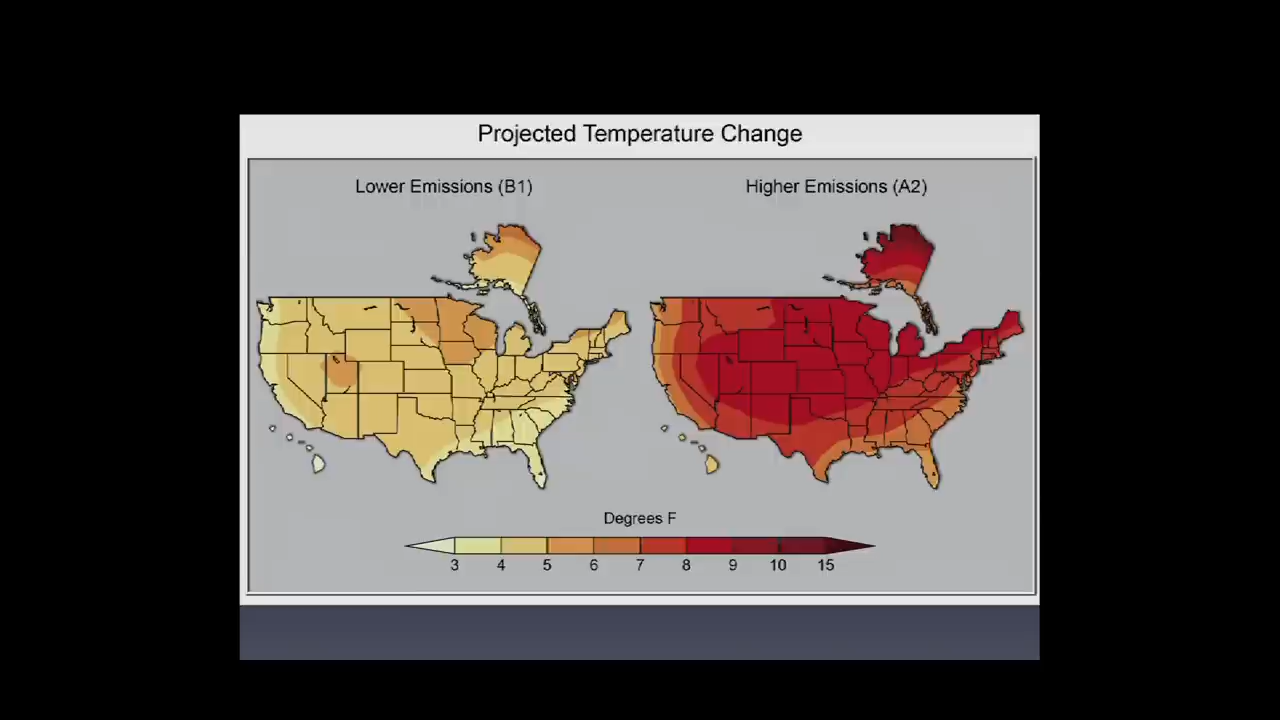 Projected Temperature Change
Lower Emissions (B1)
Higher Emissions (A2)
Degrees F
3 4 5 6 7 8 9 10 15